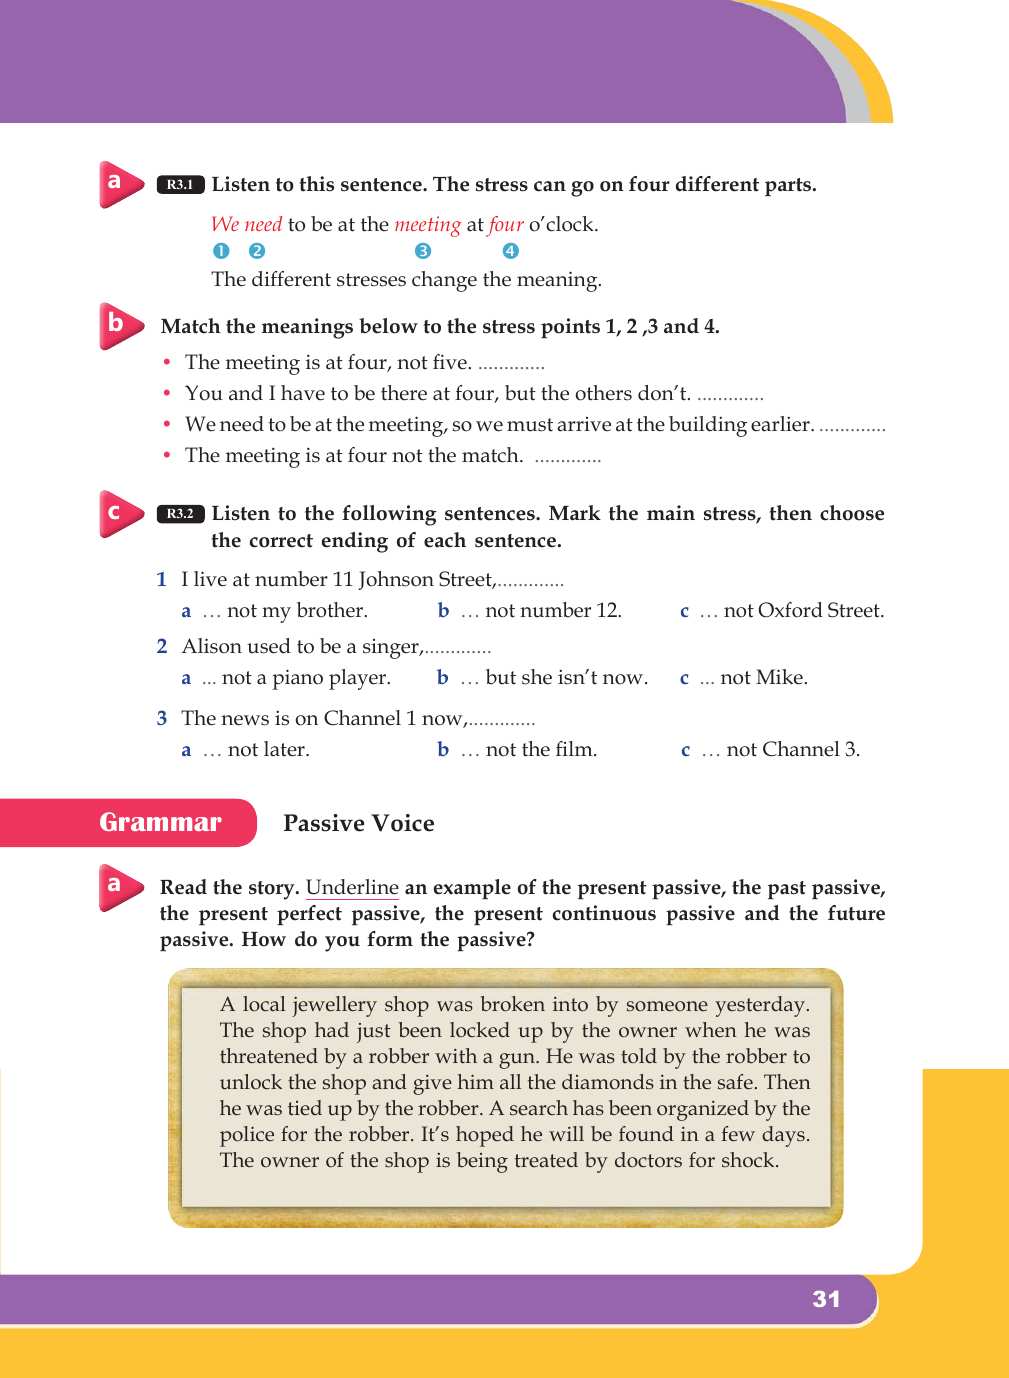 a
R3.1 Listen to this sentence. The stress can go on four different parts.
We need to be at the meeting at four o’clock.
1 2 3 4
The different stresses change the meaning.
b
Match the meanings below to the stress points 1, 2 ,3 and 4.
• The meeting is at four, not five. .............
• You and I have to be there at four, but the others don’t. .............
• We need to be at the meeting, so we must arrive at the building earlier. .............
• The meeting is at four not the match. .............
c
R3.2 Listen to the following sentences. Mark the main stress, then choose
the correct ending of each sentence.
1 I live at number 11 Johnson Street,.............
a … not my brother. b … not number 12. c … not Oxford Street.
2 Alison used to be a singer,.............
a ... not a piano player. b … but she isn’t now. c ... not Mike.
3 The news is on Channel 1 now,.............
a … not later. b … not the film. c … not Channel 3.
Grammar Passive Voice
a
Read the story. Underline an example of the present passive, the past passive,
the present perfect passive, the present continuous passive and the future
passive. How do you form the passive?
A local jewellery shop was broken into by someone yesterday.
The shop had just been locked up by the owner when he was
threatened by a robber with a gun. He was told by the robber to
unlock the shop and give him all the diamonds in the safe. Then
he was tied up by the robber. A search has been organized by the
police for the robber. It’s hoped he will be found in a few days.
The owner of the shop is being treated by doctors for shock.
31